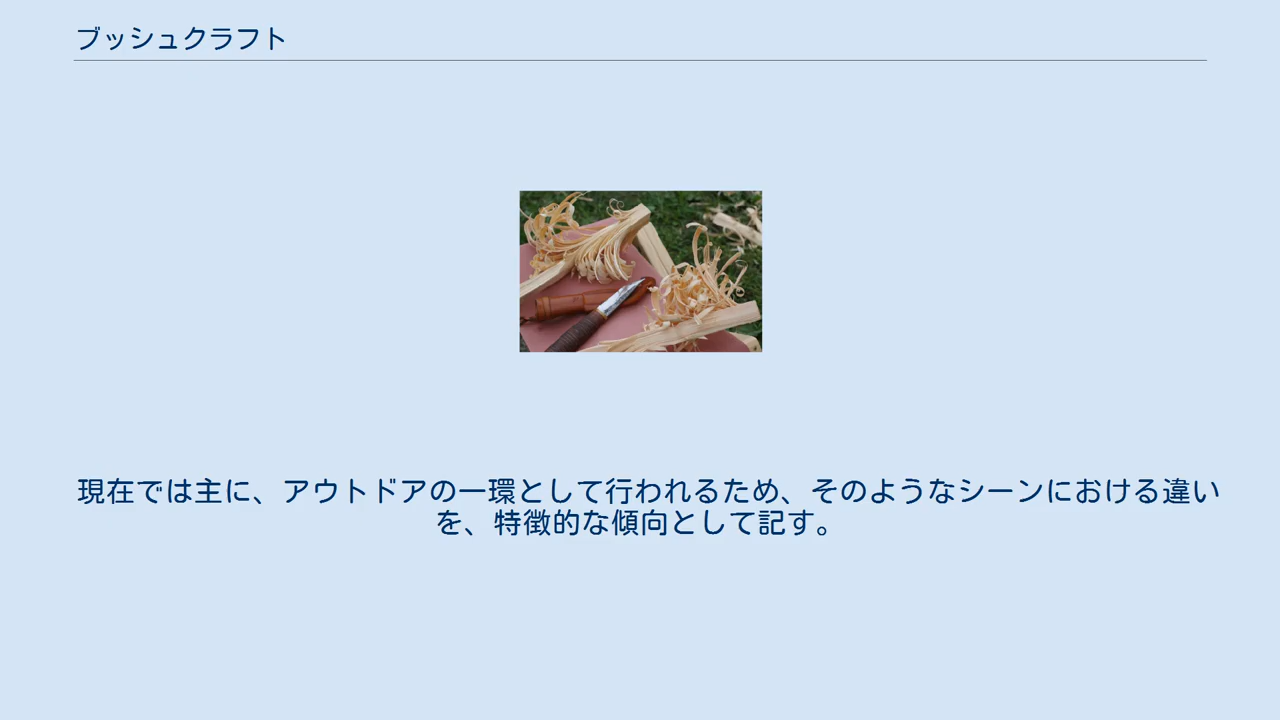 ブッシュクラフト
現在では主に、アウトドアの一環として行われるため、そのようなシーンにおける違い
を、特徴的な傾向として記す。